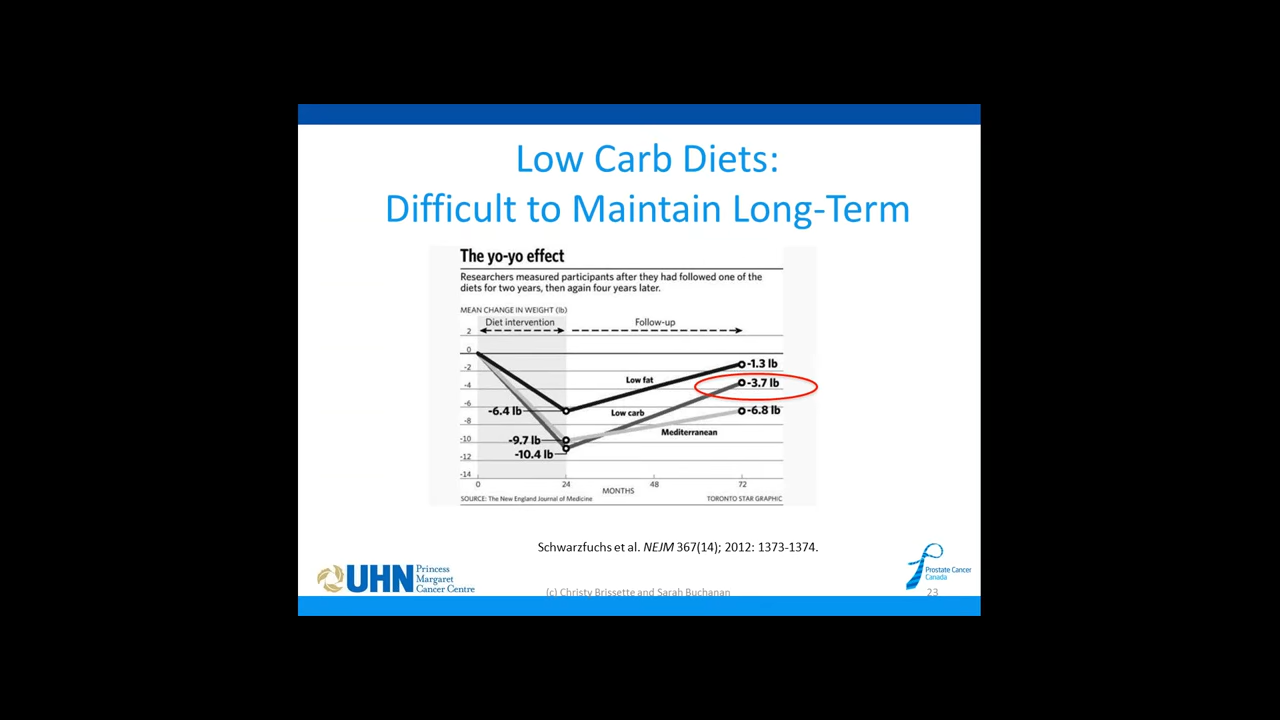 Low Carb Diets:
Difficult to Maintain Long-Term
The yo-yo effect
Researchers measured participants after they had followed one of the
diets for two years, then again four years later.
MEAN CHANGE IN WEIGHT (lb)
Diet intervention
Follow-up
2
0
-2
-4
-6
-8
-10
-12
-14
-1.3 lb
Low fat
-3.7 lb
-6.4 lb
Low carb
-6.8 lb
Mediterranean
-9.7 lb
-10.4 lb
0
24
48
72
MONTHS
SOURCE: The New England Journal of Medicine
TORONTO STAR GRAPHIC
Schwarzfuchs et al. NEJM 367(14); 2012: 1373-1374.
UHN
Princess
Margaret
Cancer Centre
Prostate Cancer
Canada
(c) Christy Brissette and Sarah Buchanan
23